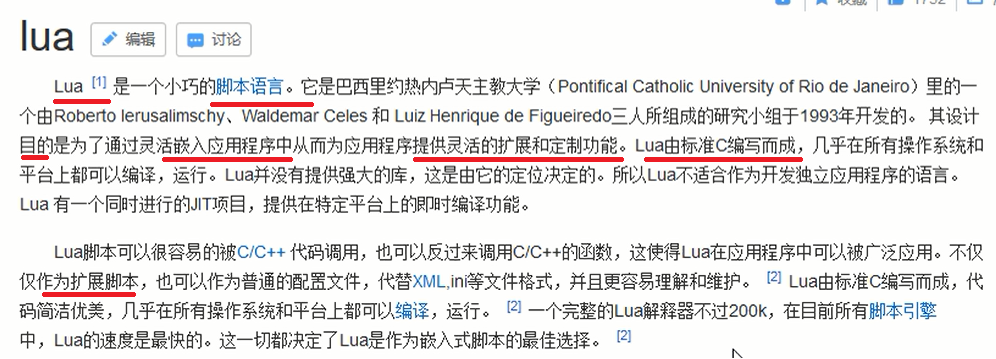 lua 编辑 讨论
Lua [1] 是一个小巧的脚本语言。它是巴西里约热内卢天主教大学（Pontifical Catholic University of Rio de Janeiro）里的一
个由Roberto Ierusalimschy、Waldemar Celes 和 Luiz Henrique de Figueiredo三人所组成的研究小组于1993年开发的。 其设计
目的是为了通过灵活嵌入应用程序中从而为应用程序提供灵活的扩展和定制功能。Lua由标准C编写而成，几乎在所有操作系统和
平台上都可以编译，运行。Lua并没有提供强大的库，这是由它的定位决定的。所以Lua不适合作为开发独立应用程序的语言。
Lua 有一个同时进行的JIT项目，提供在特定平台上的即时编译功能。
Lua脚本可以很容易的被C/C++ 代码调用，也可以反过来调用C/C++的函数，这使得Lua在应用程序中可以被广泛应用。不仅
仅作为扩展脚本，也可以作为普通的配置文件，代替XML,ini等文件格式，并且更容易理解和维护。 [2] Lua由标准C编写而成，代
码简洁优美，几乎在所有操作系统和平台上都可以编译，运行。 [2] 一个完整的Lua解释器不过200k，在目前所有脚本引擎
中，Lua的速度是最快的。这一切都决定了Lua是作为嵌入式脚本的最佳选择。 [2]